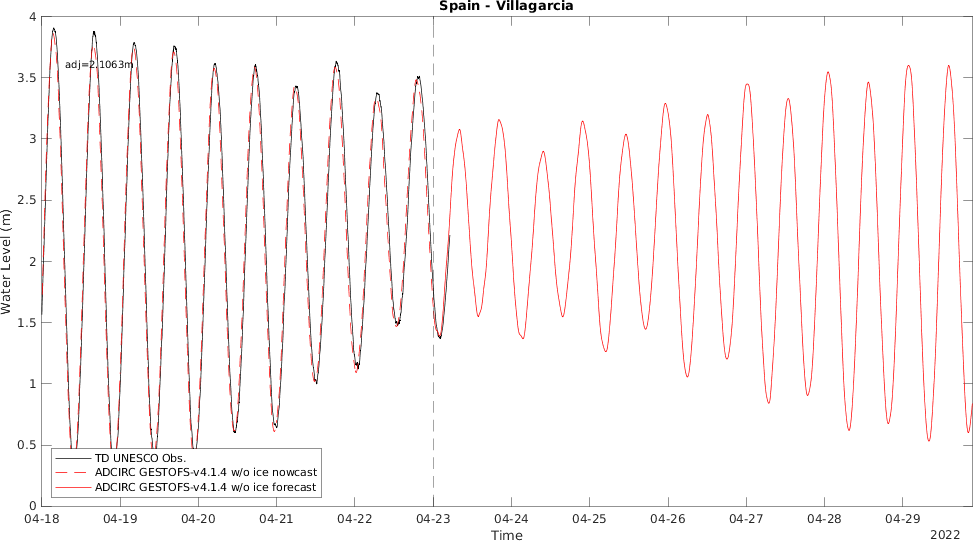 Spain - Villagarcia
4
adj=2.1063m
3.5
3
2.5
2
1.5
1
0.5
0
Water Level (m)
TD UNESCO Obs.
ADCIRC GESTOFS-v4.1.4 w/o ice nowcast
ADCIRC GESTOFS-v4.1.4 w/o ice forecast
04-18 04-19 04-20 04-21 04-22 04-23 04-24 04-25 04-26 04-27 04-28 04-29
Time
2022